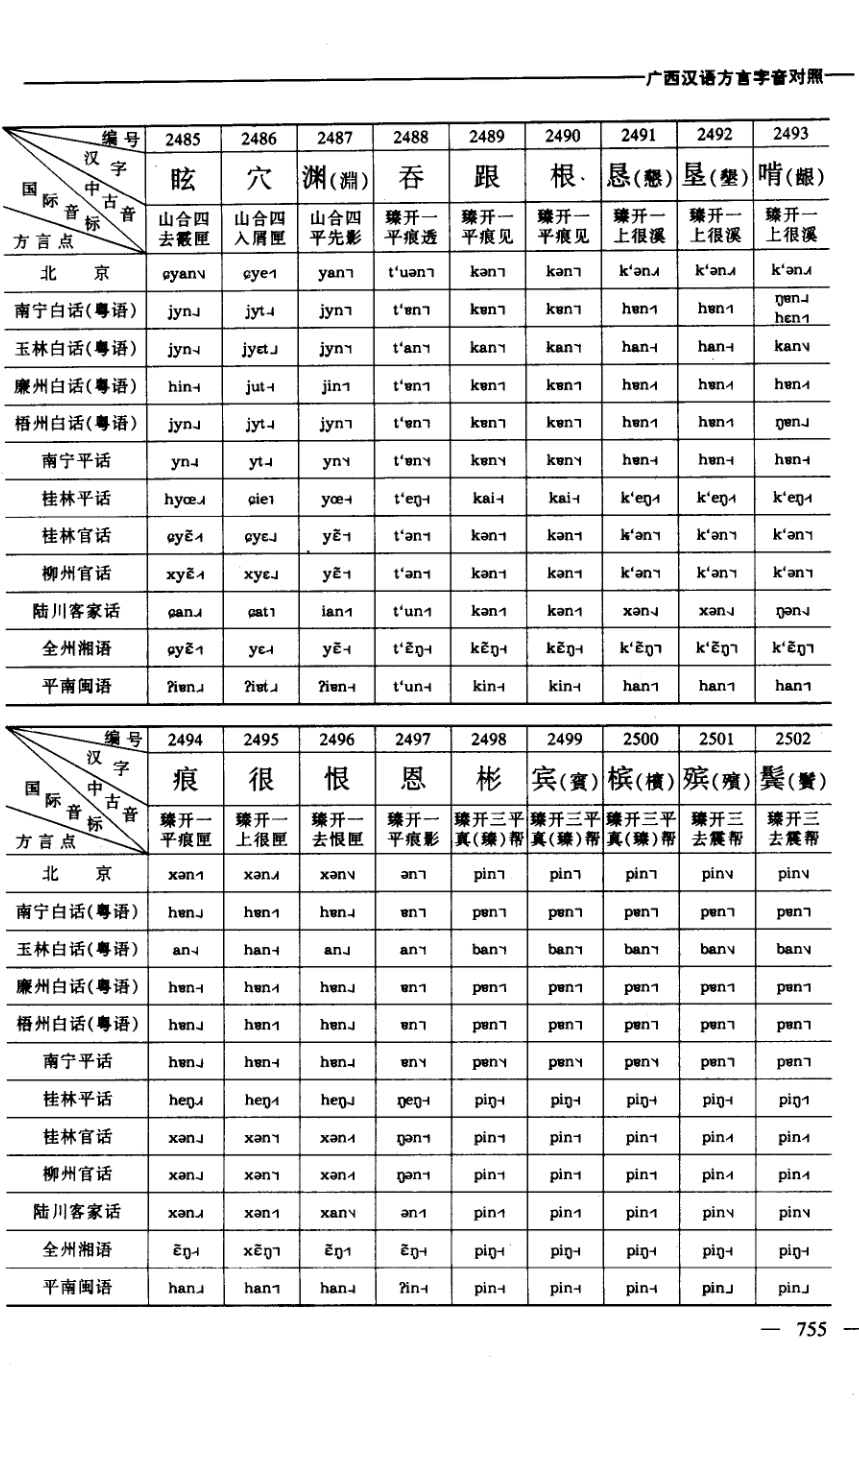 广西汉语方言字音对照
编号 2485 2486 2487 2488 2489 2490 2491 2492 2493
汉字 眩 穴 渊(淵) 吞 跟 根 恳(懇) 垦(墾) 啃(齦)
国际音标 中古音 山合四 山合四 山合四 臻开一 臻开一 臻开一 臻开一 臻开一 臻开一
方言点 去霰匣 入屑匣 平先影 平痕透 平痕见 平痕见 上很溪 上很溪 上很溪
北京 ɕyan˅ ɕye˧˥ yan˥ tʻuən˥ kən˥ kən˥ kʻən kʻən kʻən
南宁白话(粤语) jyn jyt jyn˥ tʻɐn˥ kɐn˥ kɐn˥ hɐn hɐn ŋɐn hɛn
玉林白话(粤语) jyn jyɛt jyn tʻan kan kan han han kan
廉州白话(粤语) hin jut jin tʻɐn kɐn kɐn hɐn hɐn hɐn
梧州白话(粤语) jyn jyt jyn˥ tʻɐn˥ kɐn˥ kɐn˥ hɐn hɐn ŋɐn
南宁平话 yn yt yn tʻɐn kɐn kɐn hɐn hɐn hɐn
桂林平话 hyœ ɕie yœ tʻeŋ kai kai kʻeŋ kʻeŋ kʻeŋ
桂林官话 ɕyɛ̃ ɕyɛ yɛ̃ tʻən kən kən kʻən kʻən kʻən
柳州官话 xyɛ̃ xyɛ yɛ̃ tʻən kən kən kʻən kʻən kʻən
陆川客家话 ɕan ɕat ian tʻun kən kən xən xən ŋən
全州湘语 ɕyɛ̃ yɛ yɛ̃ tʻɛ̃ŋ kɛ̃ŋ kɛ̃ŋ kʻɛ̃ŋ kʻɛ̃ŋ kʻɛ̃ŋ
平南闽语 ʔiɐn ʔiɐt ʔiɐn tʻun kin kin han han han
编号 2494 2495 2496 2497 2498 2499 2500 2501 2502
汉字 痕 很 恨 恩 彬 宾(賓) 槟(檳) 殡(殯) 鬓(鬢)
国际音标 中古音 臻开一 臻开一 臻开一 臻开一 臻开三平 臻开三平 臻开三平 臻开三 臻开三
方言点 平痕匣 上很匣 去恨匣 平痕影 真(臻)帮 真(臻)帮 真(臻)帮 去震帮 去震帮
北京 xən xən xən ən˥ pin˥ pin˥ pin˥ pin pin
南宁白话(粤语) hɐn hɐn hɐn ɐn˥ pɐn˥ pɐn˥ pɐn˥ pɐn˥ pɐn˥
玉林白话(粤语) an han an an ban ban ban ban ban
廉州白话(粤语) hɐn hɐn hɐn ɐn pɐn pɐn pɐn pɐn pɐn
梧州白话(粤语) hɐn hɐn hɐn ɐn˥ pɐn˥ pɐn˥ pɐn˥ pɐn˥ pɐn˥
南宁平话 hɐn hɐn hɐn ɐn pɐn pɐn pɐn pɐn˥ pɐn˥
桂林平话 heŋ heŋ heŋ ŋeŋ piŋ piŋ piŋ piŋ piŋ
桂林官话 xən xən xən ŋən pin pin pin pin pin
柳州官话 xən xən xən ŋən pin pin pin pin pin
陆川客家话 xən xən xan ən pin pin pin pin pin
全州湘语 ɛ̃ŋ xɛ̃ŋ ɛ̃ŋ ɛ̃ŋ piŋ piŋ piŋ piŋ piŋ
平南闽语 han han han ʔin pin pin pin pin pin
— 755 —